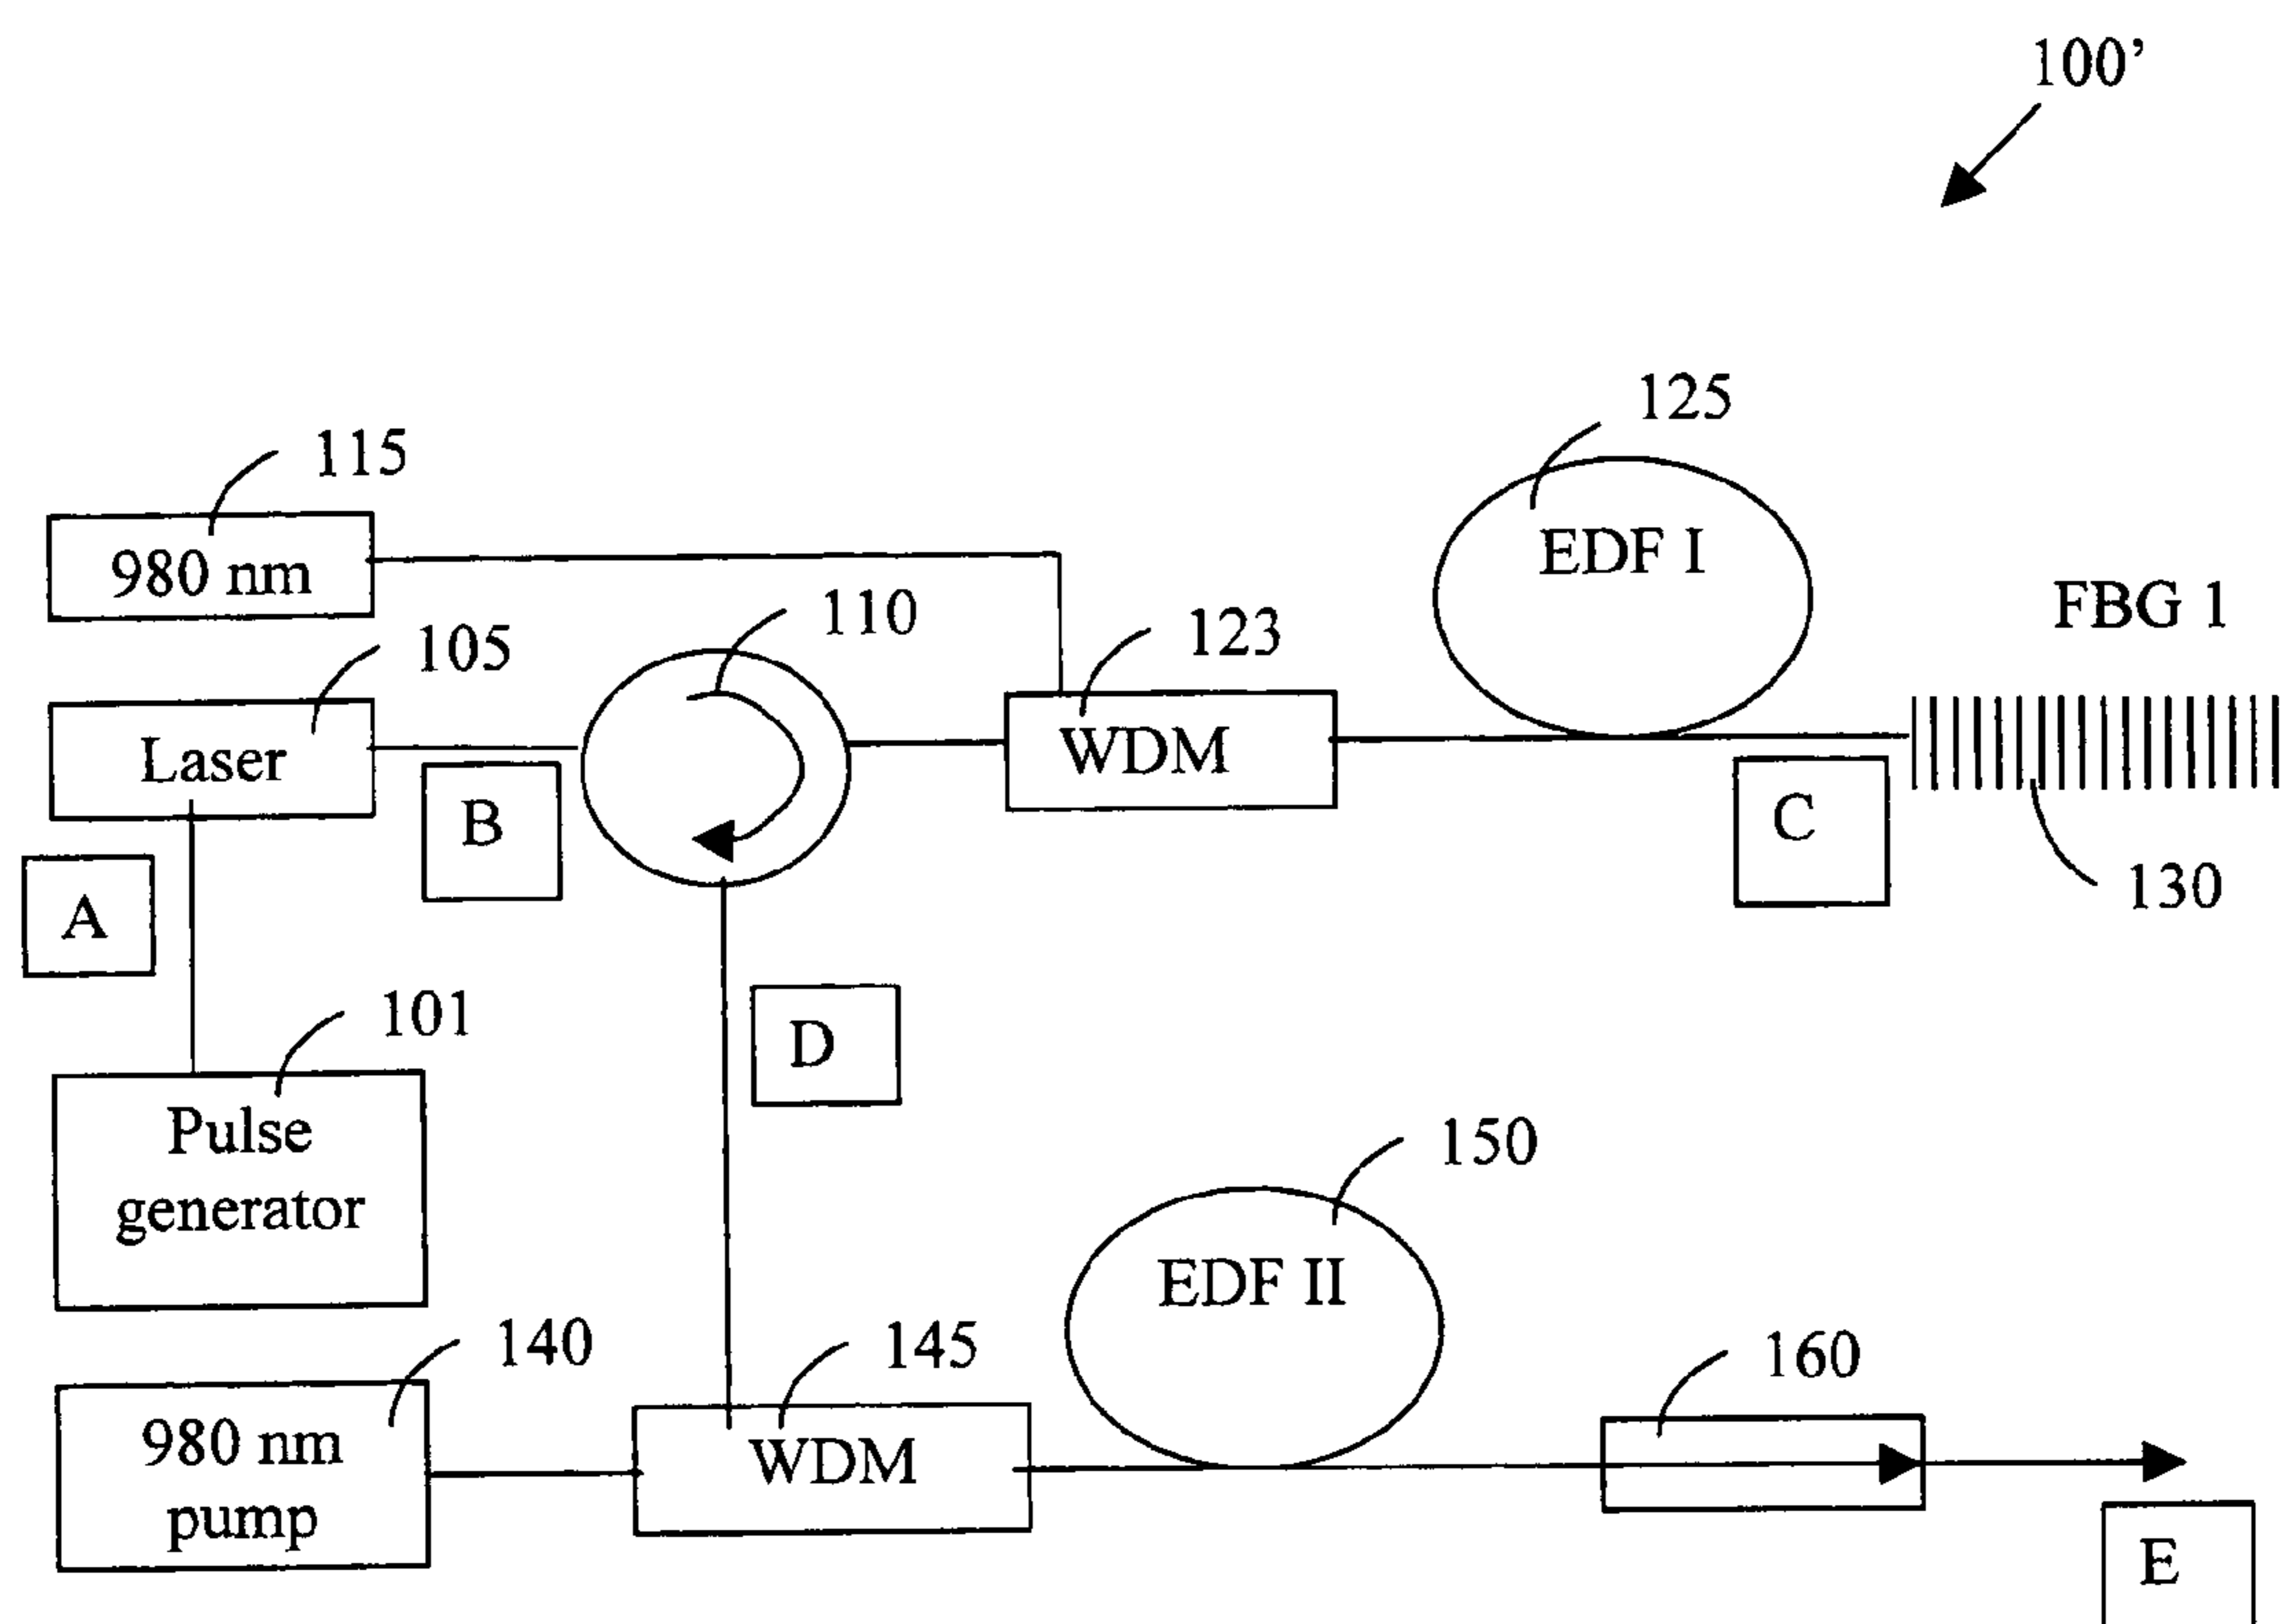 100’
125
115
EDF I
980 nm
FBG 1
110
123
105
WDM
Laser
B
C
130
A
101
D
Pulse
generator
150
EDF II
140
145
160
980 nm
pump
WDM
E